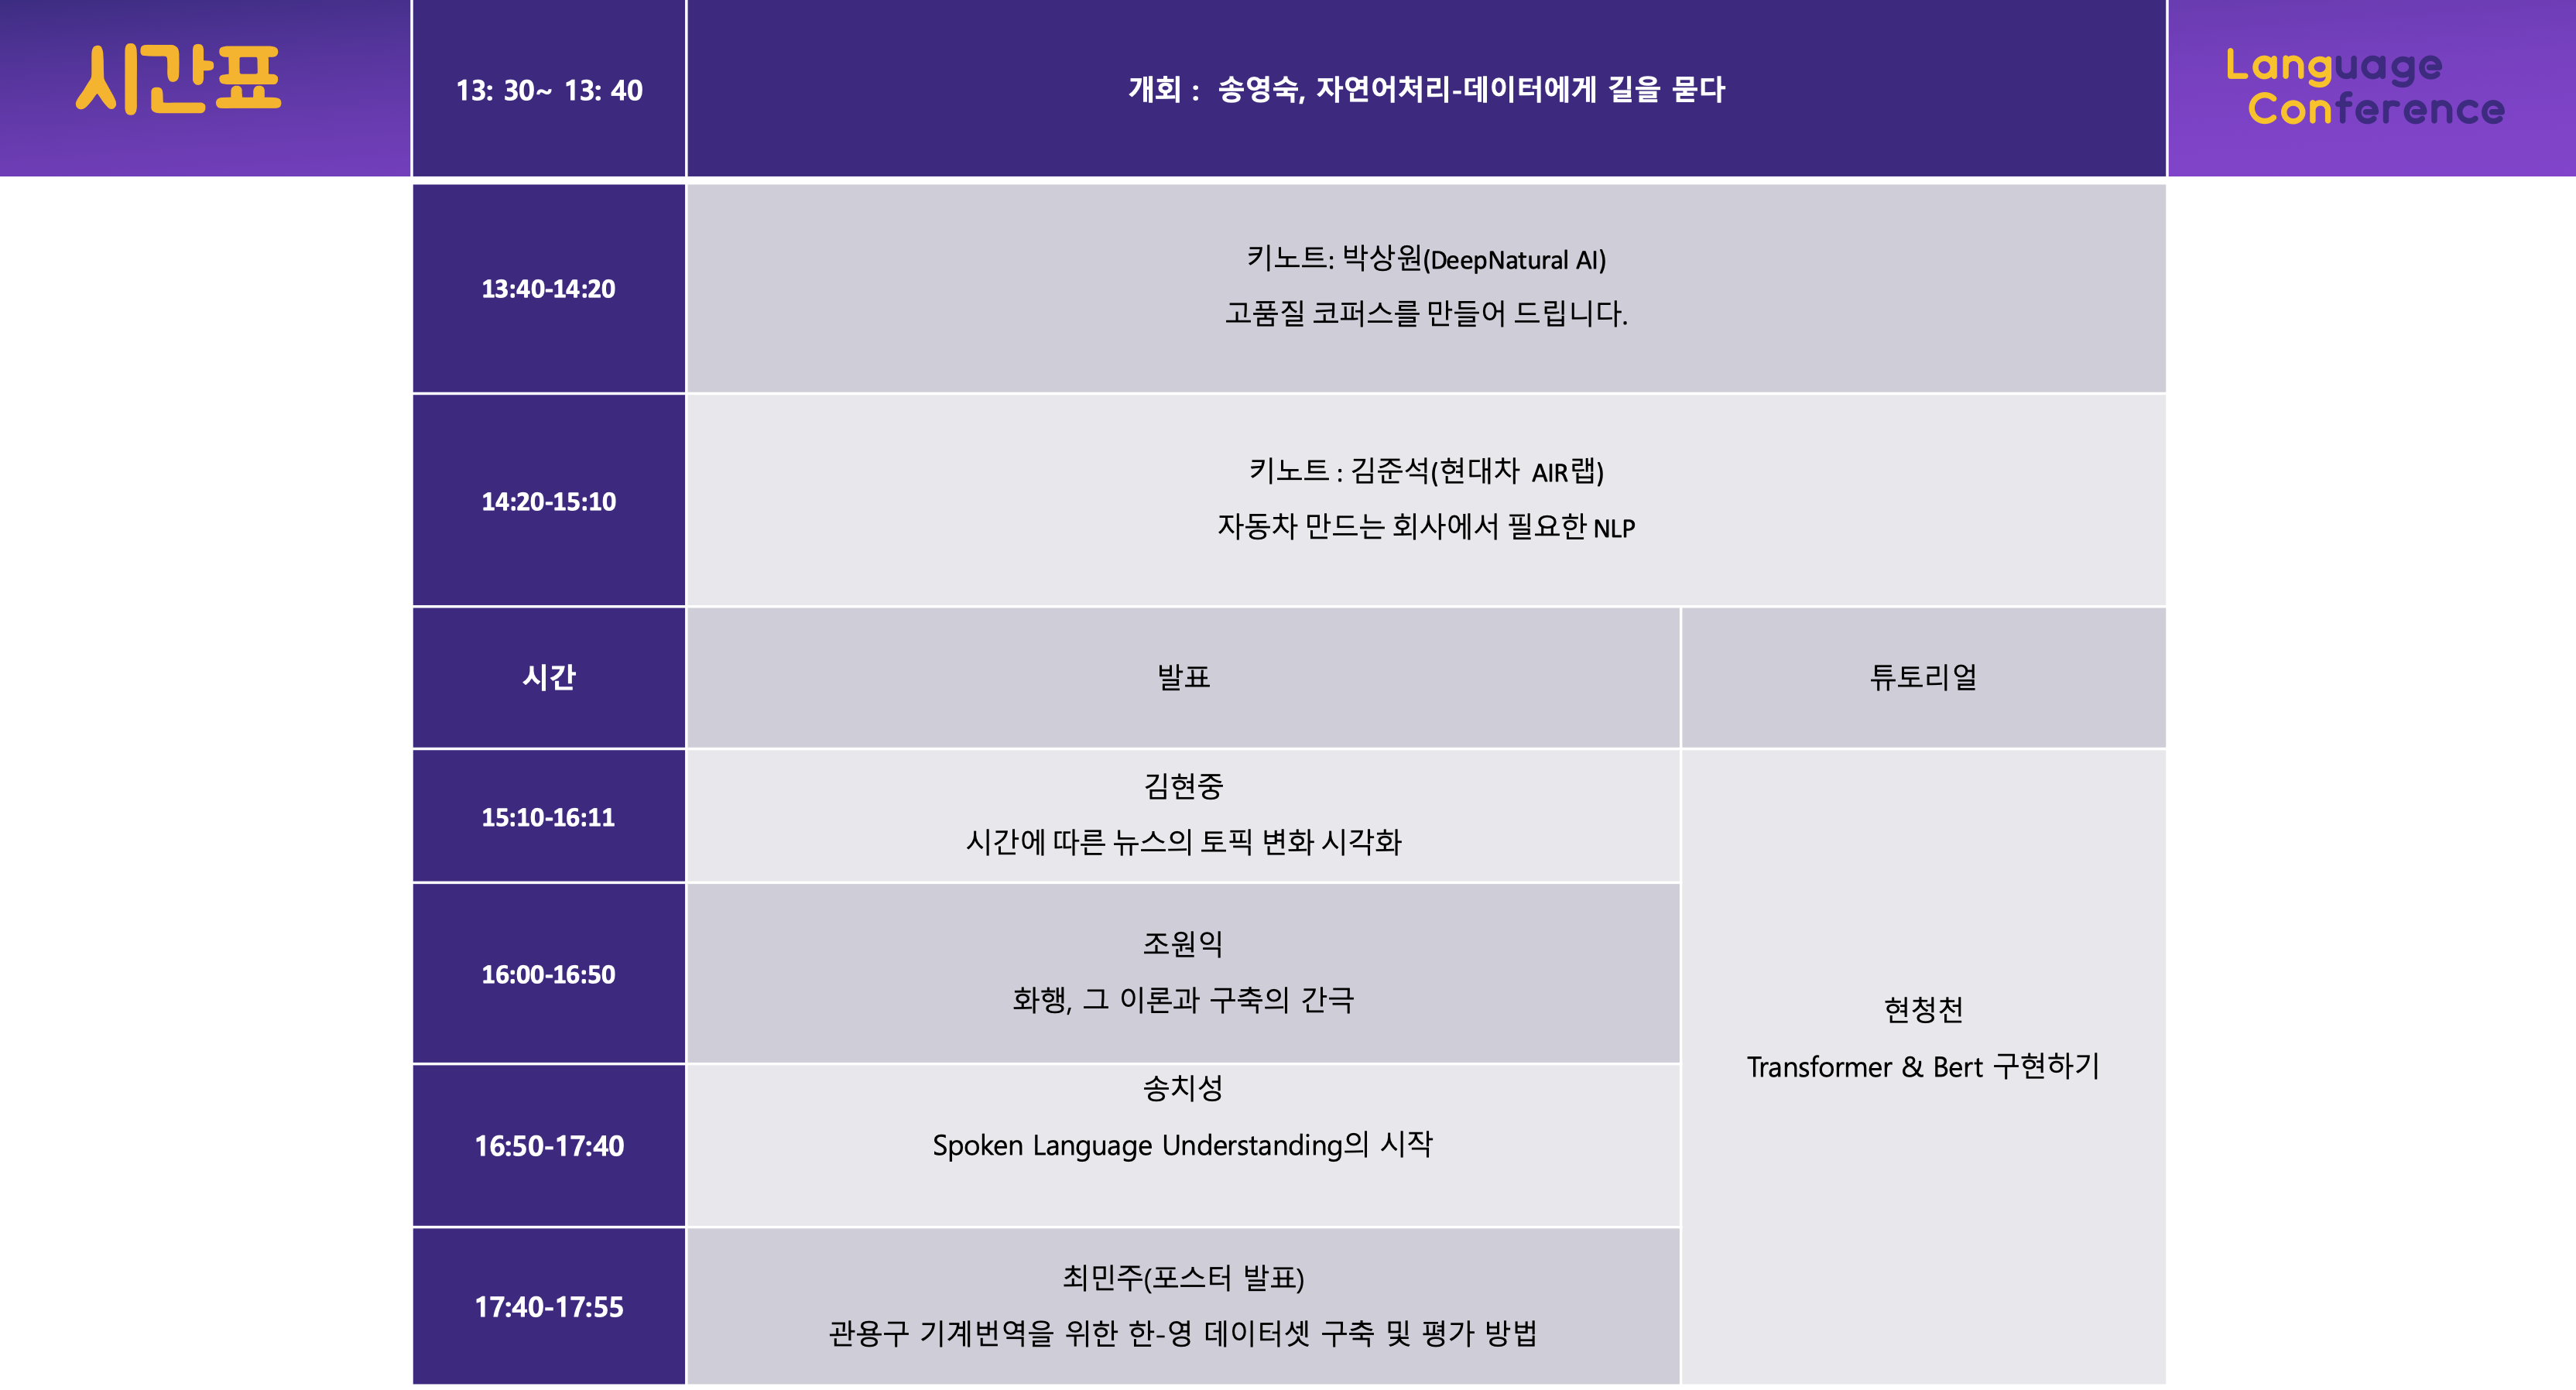 시간표
13: 30~ 13: 40
개회 : 송영숙, 자연어처리-데이터에게 길을 묻다
Language
Conference
13:40-14:20
키노트: 박상원(DeepNatural AI)
고품질 코퍼스를 만들어 드립니다.
14:20-15:10
키노트 : 김준석(현대차 AIR랩)
자동차 만드는 회사에서 필요한 NLP
시간
발표
튜토리얼
15:10-16:11
김현중
시간에 따른 뉴스의 토픽 변화 시각화
16:00-16:50
조원익
화행, 그 이론과 구축의 간극
현청천
Transformer & Bert 구현하기
16:50-17:40
송치성
Spoken Language Understanding의 시작
17:40-17:55
최민주(포스터 발표)
관용구 기계번역을 위한 한-영 데이터셋 구축 및 평가 방법